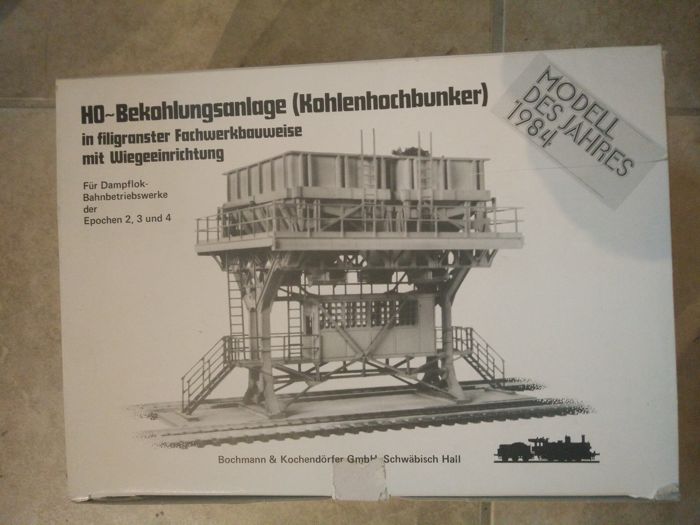 HO-Bekohlungsanlage (Kohlenhochbunker)
in filigranster Fachwerkbauweise
mit Wiegeeinrichtung
Für Dampflok-
Bahnbetriebswerke
der
Epochen 2, 3 und 4
MODELL
DES JAHRES
1984
Bochmann & Kochendörfer GmbH, Schwäbisch Hall